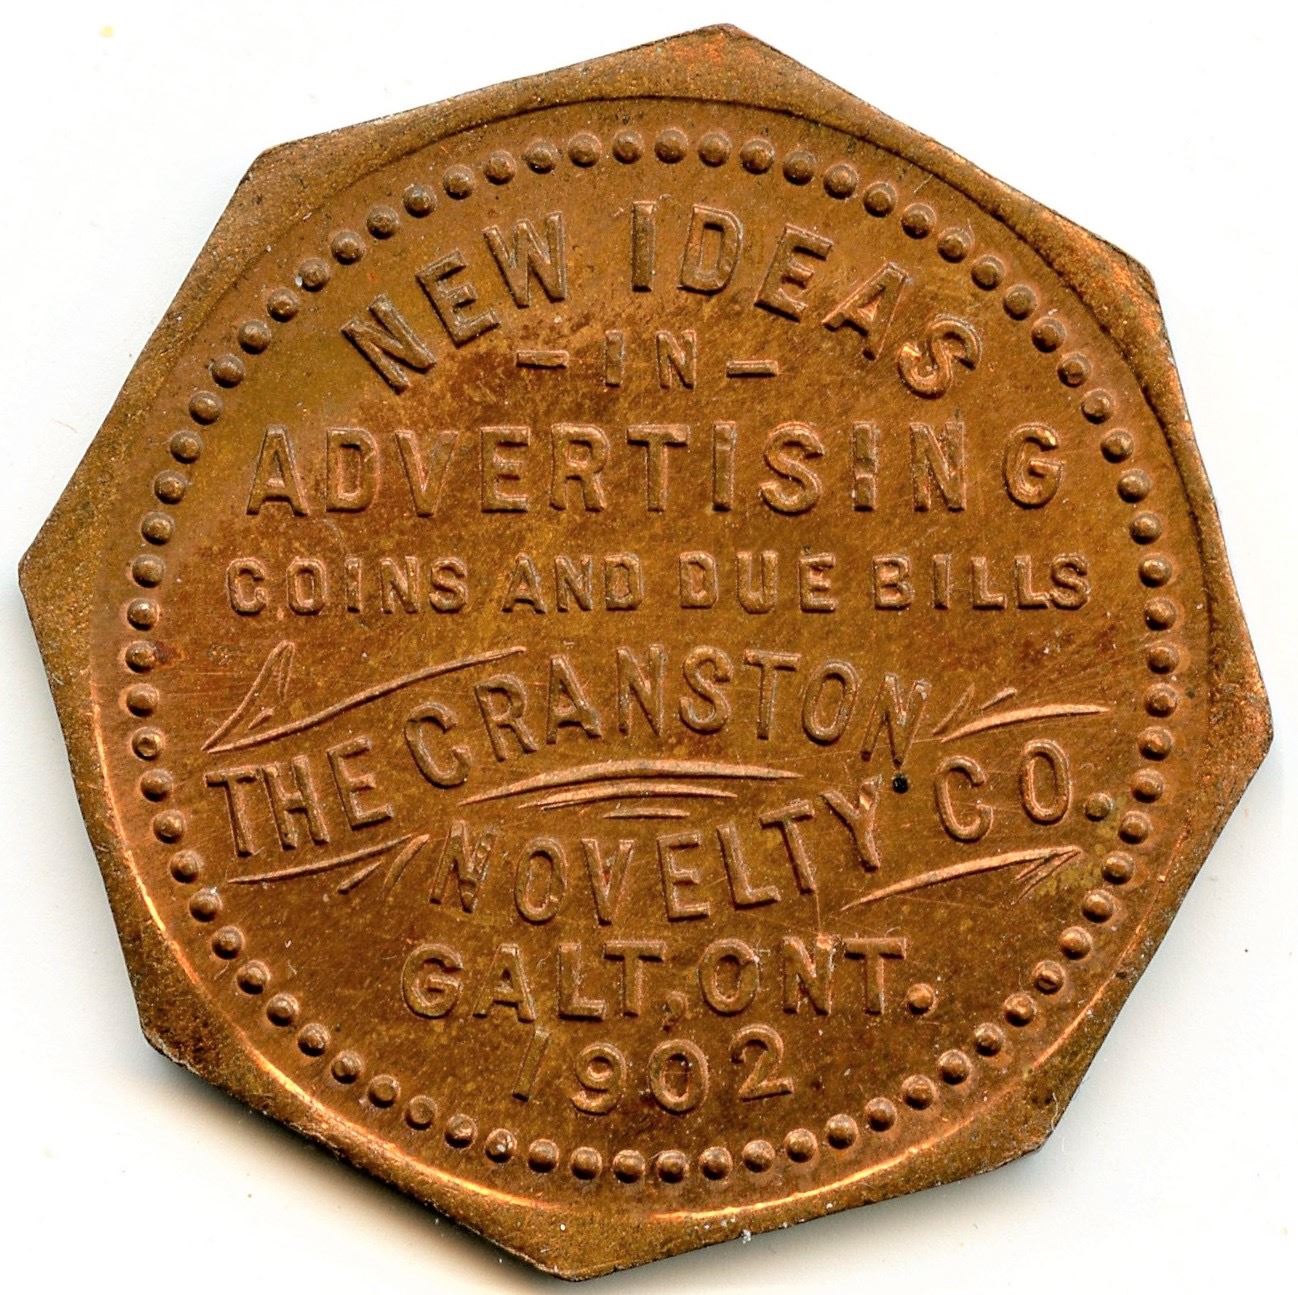 NEW IDEAS
— IN —
ADVERTISING
COINS AND DUE BILLS
THE CRANSTON
NOVELTY CO.
GALT, ONT.
1902